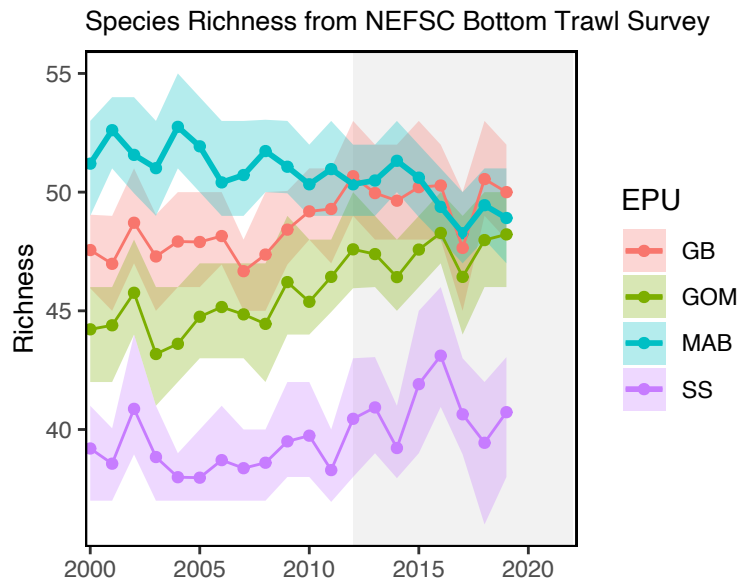 Species Richness from NEFSC Bottom Trawl Survey
55
50
45
40
Richness
2000 2005 2010 2015 2020
EPU
GB
GOM
MAB
SS